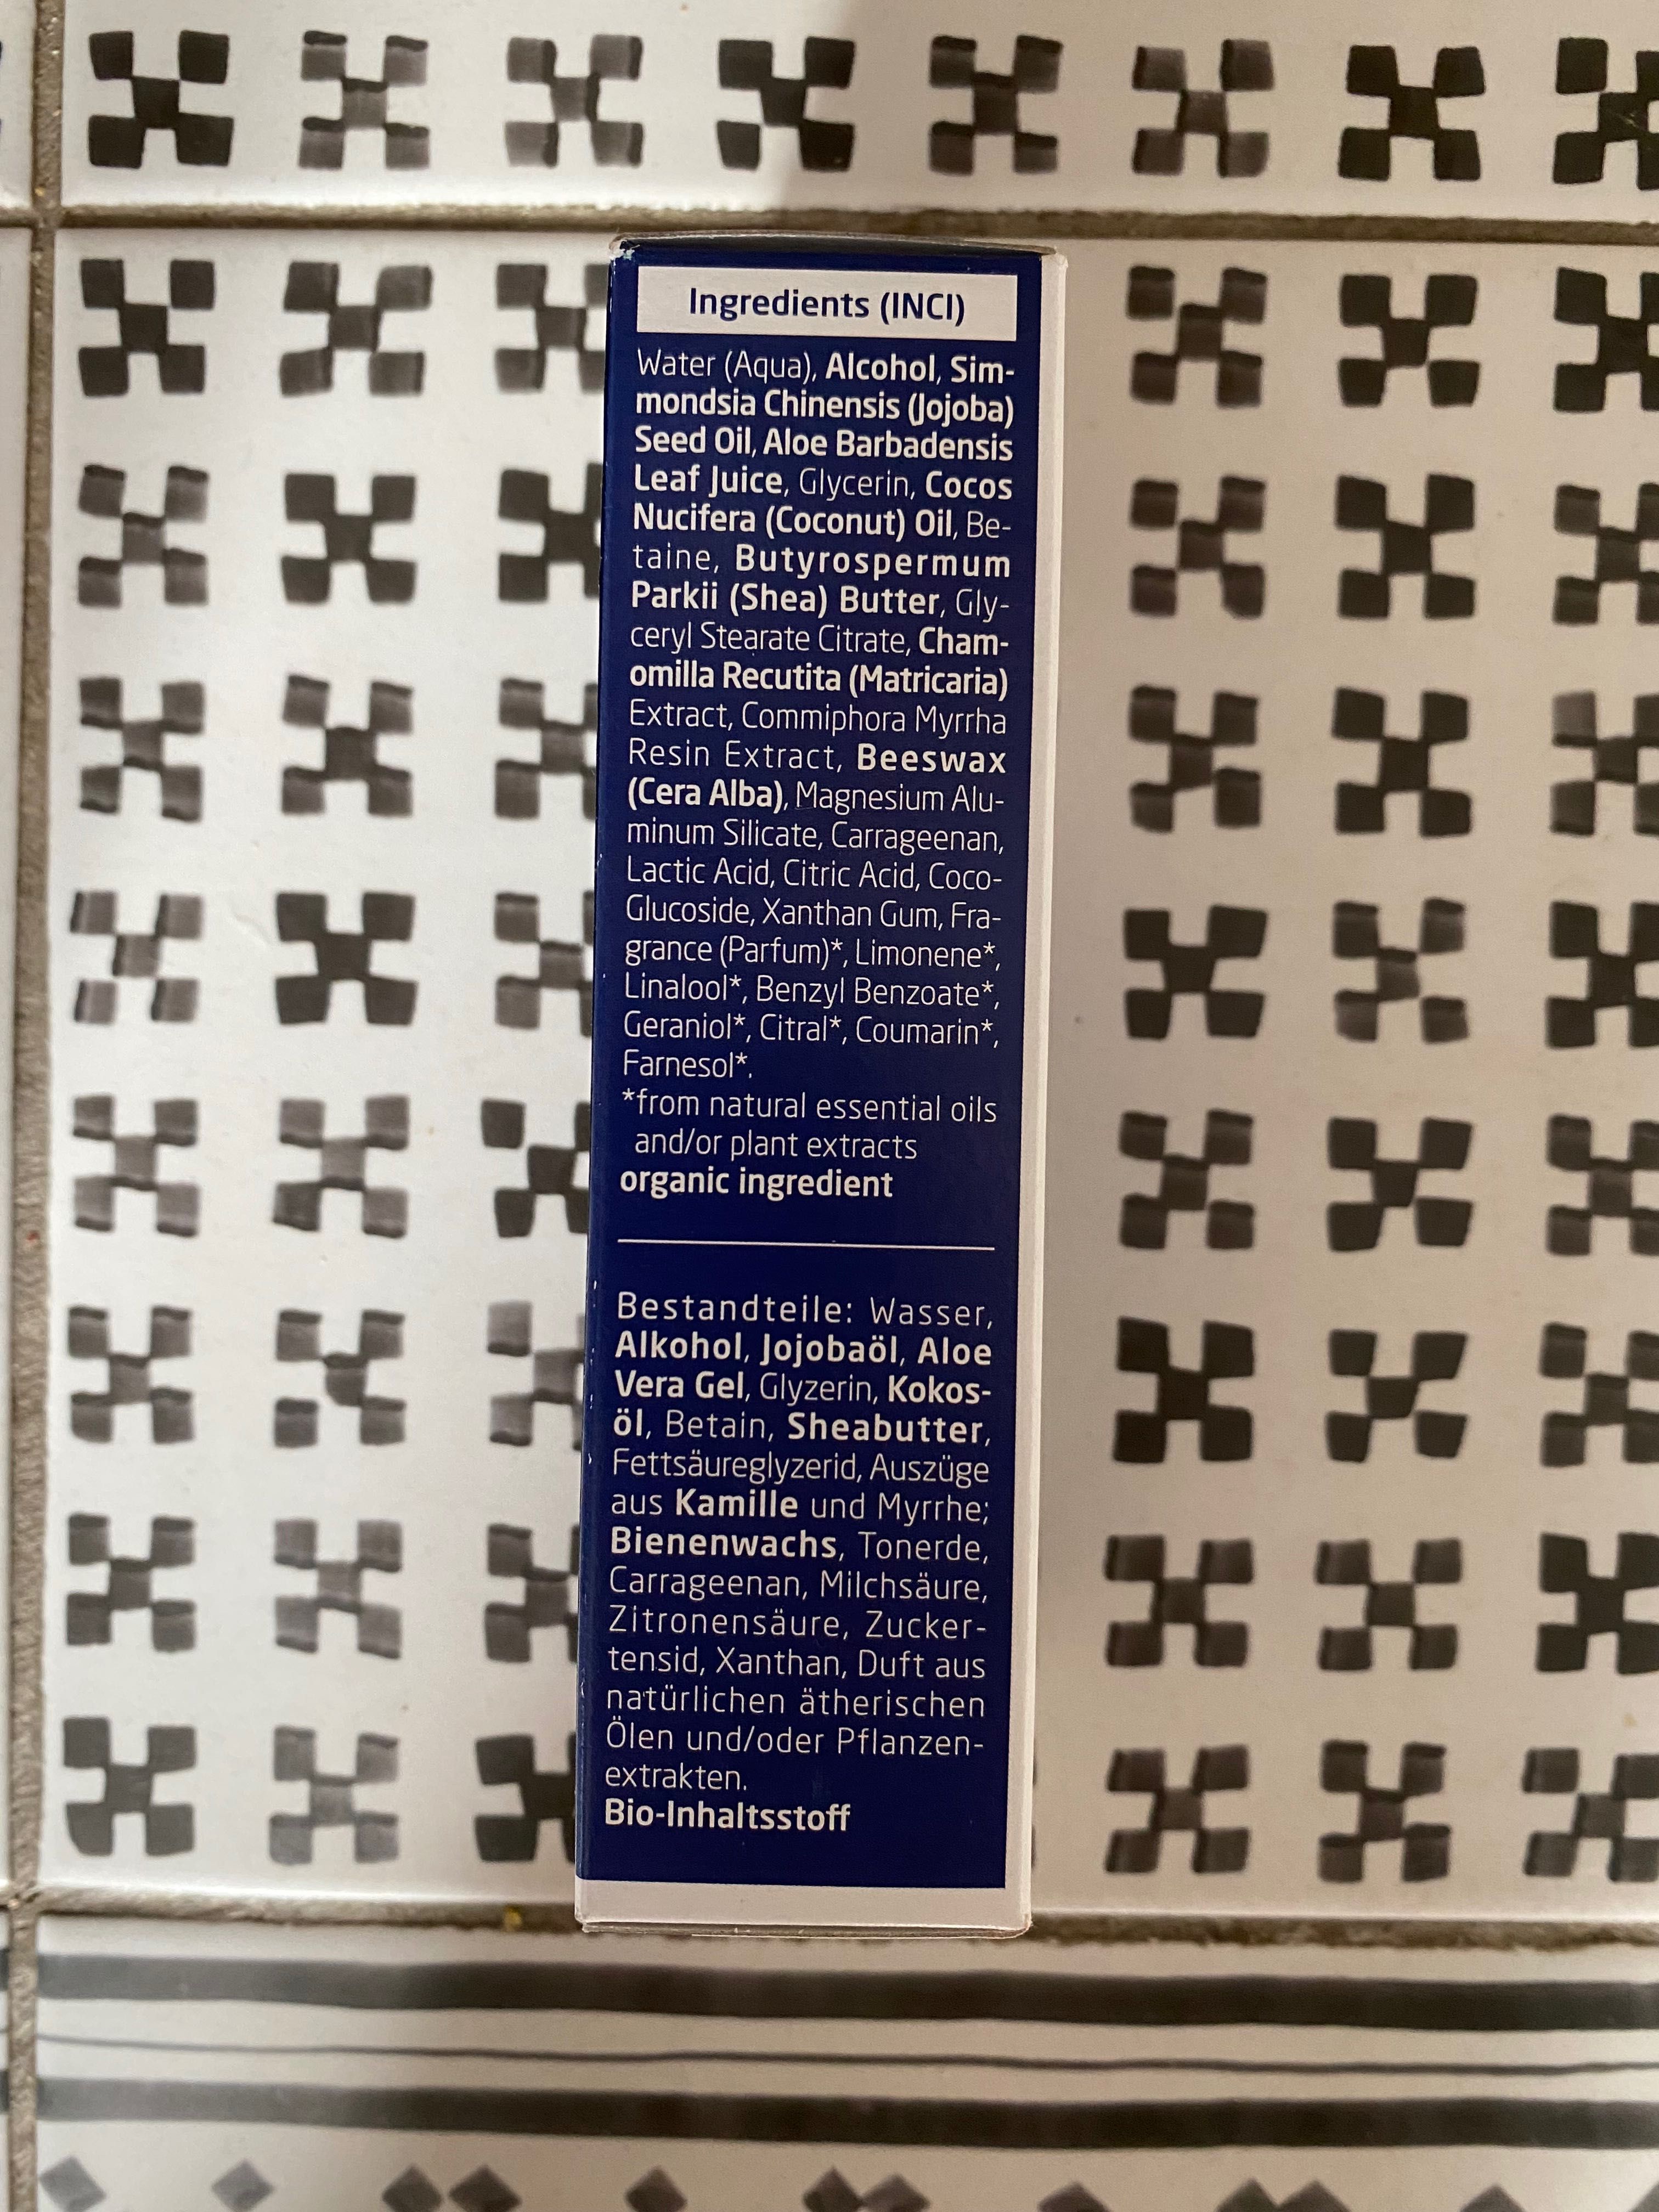 Ingredients (INCI)
Water (Aqua), Alcohol, Sim-
mondsia Chinensis (Jojoba)
Seed Oil, Aloe Barbadensis
Leaf Juice, Glycerin, Cocos
Nucifera (Coconut) Oil, Be-
taine, Butyrospermum
Parkii (Shea) Butter, Gly-
ceryl Stearate Citrate, Cham-
omilla Recutita (Matricaria)
Extract, Commiphora Myrrha
Resin Extract, Beeswax
(Cera Alba), Magnesium Alu-
minum Silicate, Carrageenan,
Lactic Acid, Citric Acid, Coco-
Glucoside, Xanthan Gum, Fra-
grance (Parfum)*, Limonene*,
Linalool*, Benzyl Benzoate*,
Geraniol*, Citral*, Coumarin*,
Farnesol*.
*from natural essential oils
and/or plant extracts
organic ingredient
Bestandteile: Wasser,
Alkohol, Jojobaöl, Aloe
Vera Gel, Glyzerin, Kokos-
öl, Betain, Sheabutter,
Fettsäureglyzerid, Auszüge
aus Kamille und Myrrhe;
Bienenwachs, Tonerde,
Carrageenan, Milchsäure,
Zitronensäure, Zucker-
tensid, Xanthan, Duft aus
natürlichen ätherischen
Ölen und/oder Pflanzen-
extrakten.
Bio-Inhaltsstoff